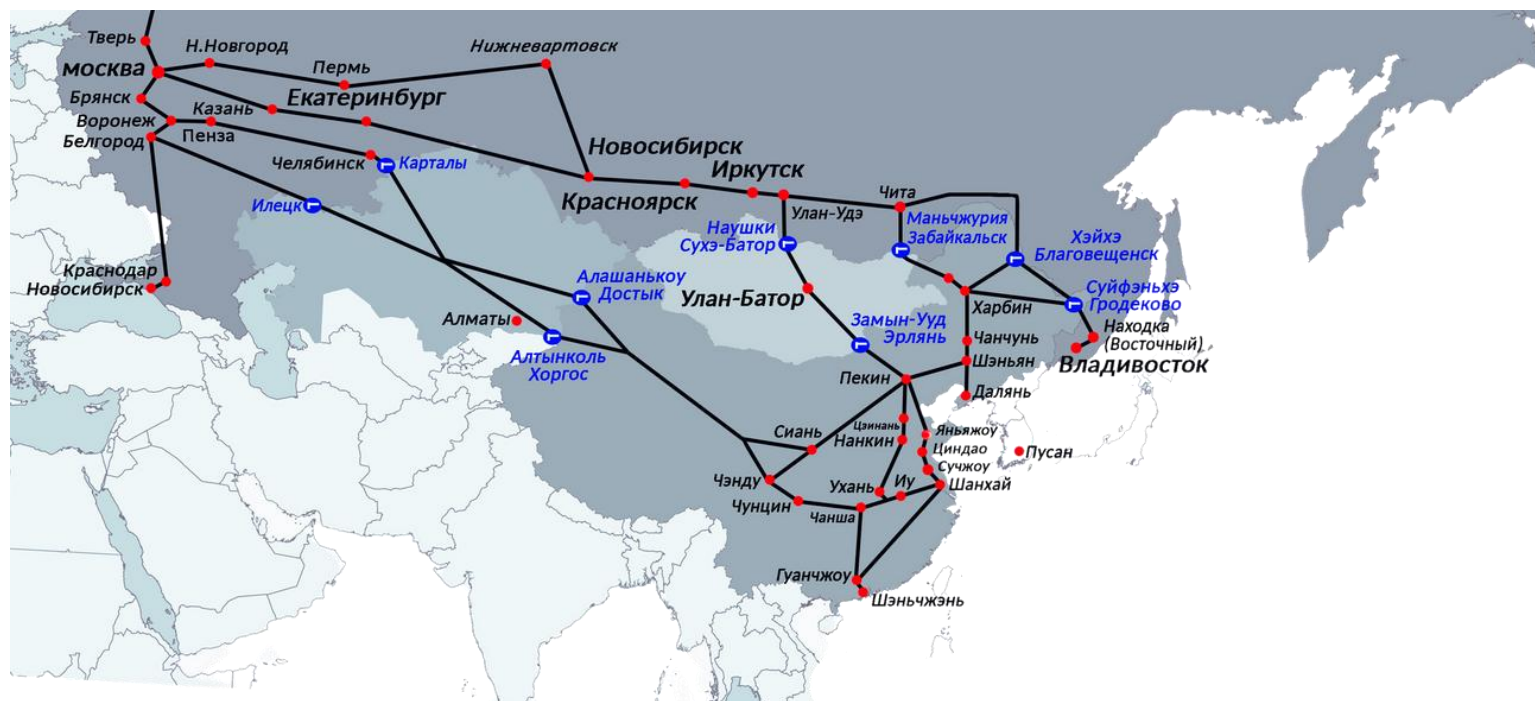 Тверь
Н.Новгород
Нижневартовск
Пермь
москва
Екатеринбург
Брянск
Казань
Воронеж
Пенза
Белгород
Новосибирск
Челябинск
Карталы
Иркутск
Красноярск
Чита
Илецк
Улан-Удэ
Маньчжурия
Забайкальск
Наушки
Сухэ-Батор
Хэйхэ
Благовещенск
Краснодар
Новосибирск
Алашанькоу
Достык
Улан-Батор
Суйфэньхэ
Гродеково
Харбин
Алматы
Замын-Ууд
Эрлянь
Находка
(Восточный)
Чанчунь
Алтынколь
Хоргос
Шэньян
Владивосток
Пекин
Далянь
Сиань
Цзинань
Яньяжоу
Нанкин
Циндао
Пусан
Сучжоу
Чэнду
Ухань
Иу
Шанхай
Чунцин
Чанша
Гуанчжоу
Шэньчжэнь